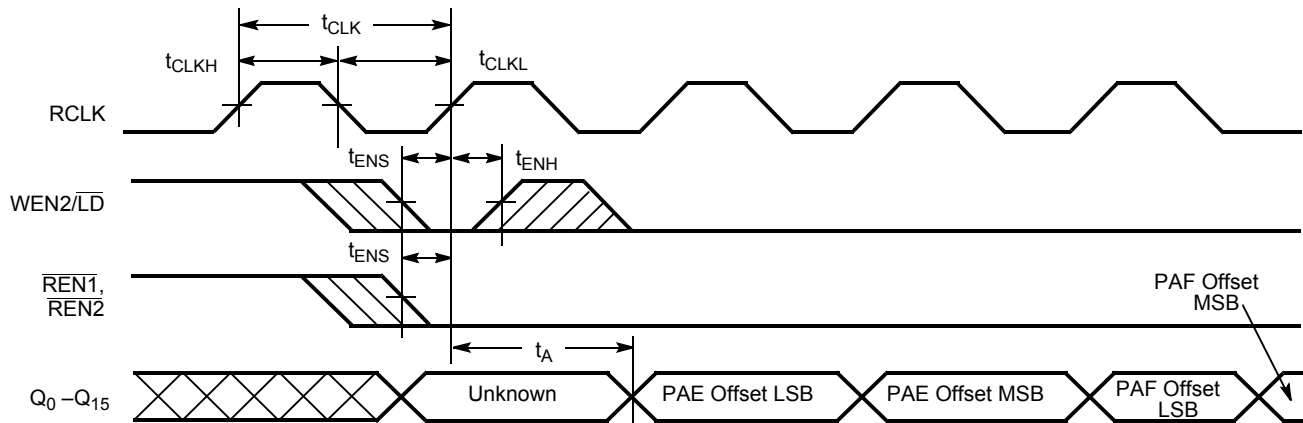 tCLK
tCLKH
tCLKL
RCLK
tENS
tENH
WEN2/LD
tENS
REN1,
REN2
PAF Offset
MSB
tA
Q0 –Q15
Unknown
PAE Offset LSB
PAE Offset MSB
PAF Offset
LSB